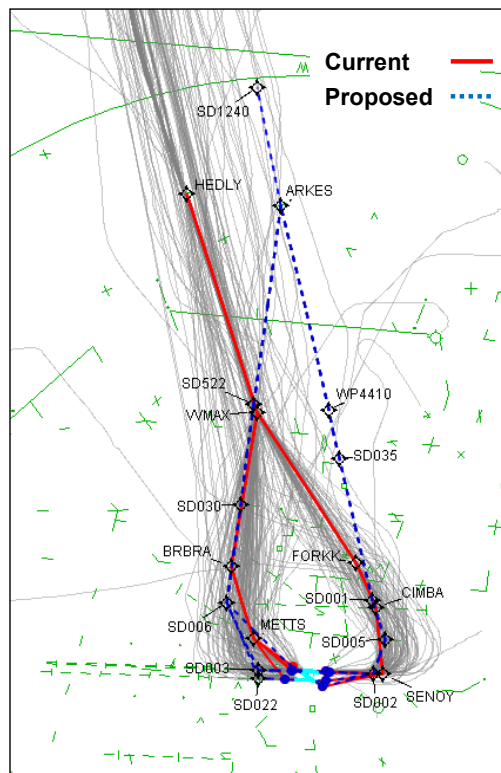 Current
Proposed
SD1240
HEDLY
ARKES
SD522
VVMAX
WP4410
SD035
SD030
BRBRA
FORKK
SD001
CIMBA
SD006
METTS
SD005
SD003
SENOY
SD022
SD002